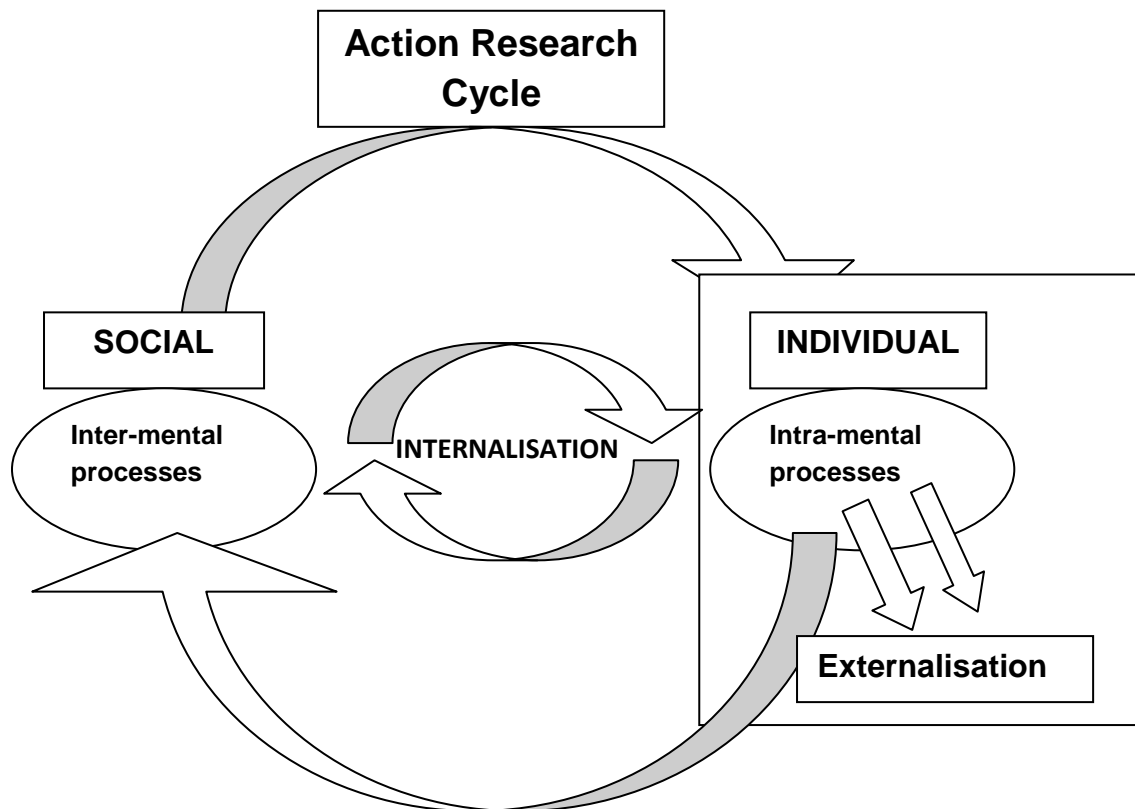 Action Research
Cycle
SOCIAL
INDIVIDUAL
Inter-mental
processes
INTERNALISATION
Intra-mental
processes
Externalisation